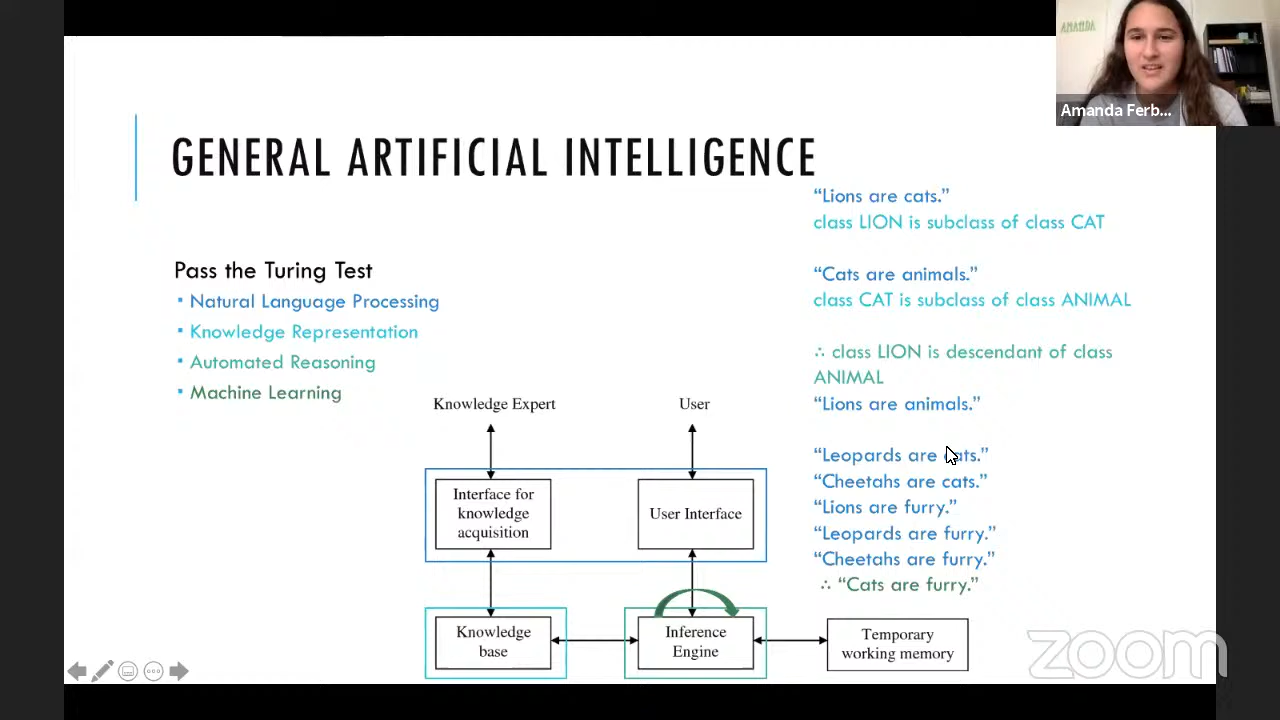 AMANDA
Amanda Ferb...
GENERAL ARTIFICIAL INTELLIGENCE
Pass the Turing Test
▪ Natural Language Processing
▪ Knowledge Representation
▪ Automated Reasoning
▪ Machine Learning
“Lions are cats.”
class LION is subclass of class CAT
“Cats are animals.”
class CAT is subclass of class ANIMAL
∴ class LION is descendant of class
ANIMAL
“Lions are animals.”
“Leopards are cats.”
“Cheetahs are cats.”
“Lions are furry.”
“Leopards are furry.”
“Cheetahs are furry.”
∴ “Cats are furry.”
Knowledge Expert
User
Interface for
knowledge
acquisition
User Interface
Knowledge
base
Inference
Engine
Temporary
working memory
zoom